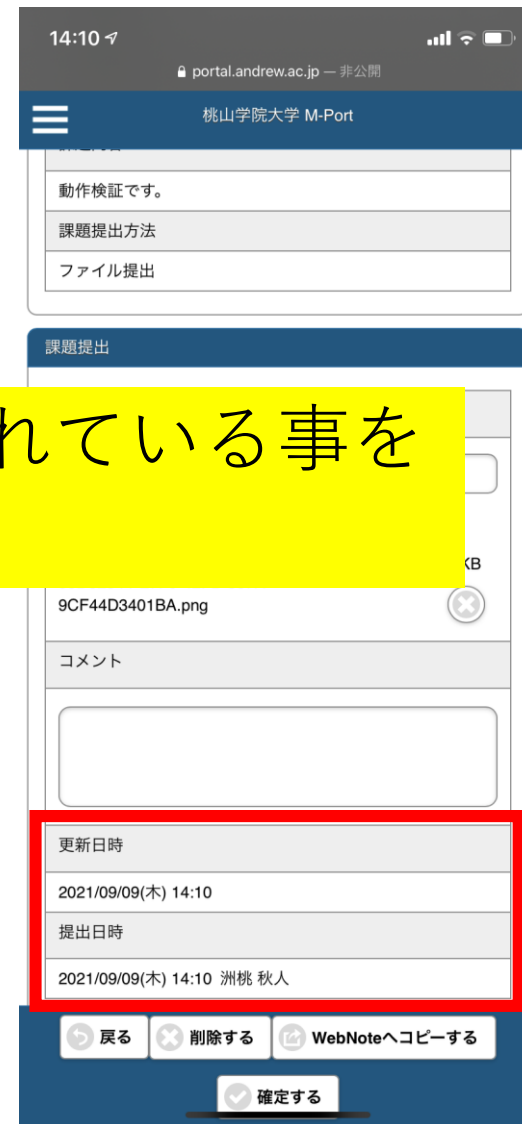 14:10
portal.andrew.ac.jp — 非公開
桃山学院大学 M-Port
動作検証です。
課題提出方法
ファイル提出
課題提出
れている事を
KB
9CF44D3401BA.png
コメント
更新日時
2021/09/09(木) 14:10
提出日時
2021/09/09(木) 14:10 洲桃 秋人
戻る 削除する WebNoteへコピーする
確定する